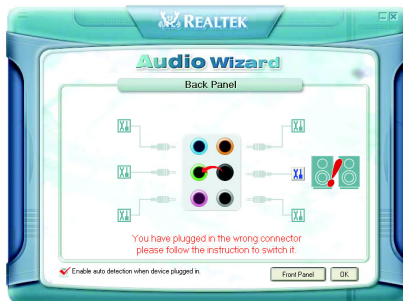 REALTEK
Audio Wizard
Back Panel
You have plugged in the wrong connector
please follow the instruction to switch it.
Enable auto detection when device plugged in.
Front Panel
OK